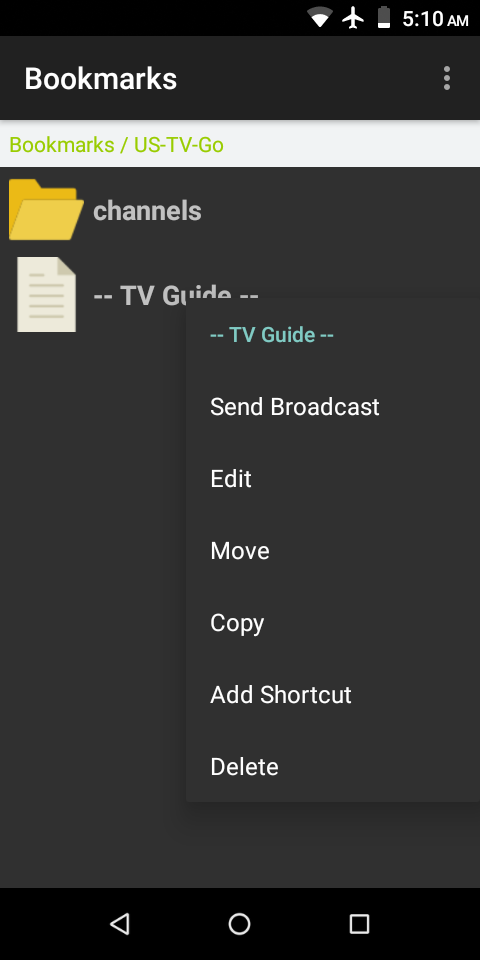 5:10 AM
Bookmarks
Bookmarks / US-TV-Go
channels
-- TV Guide --
-- TV Guide --
Send Broadcast
Edit
Move
Copy
Add Shortcut
Delete